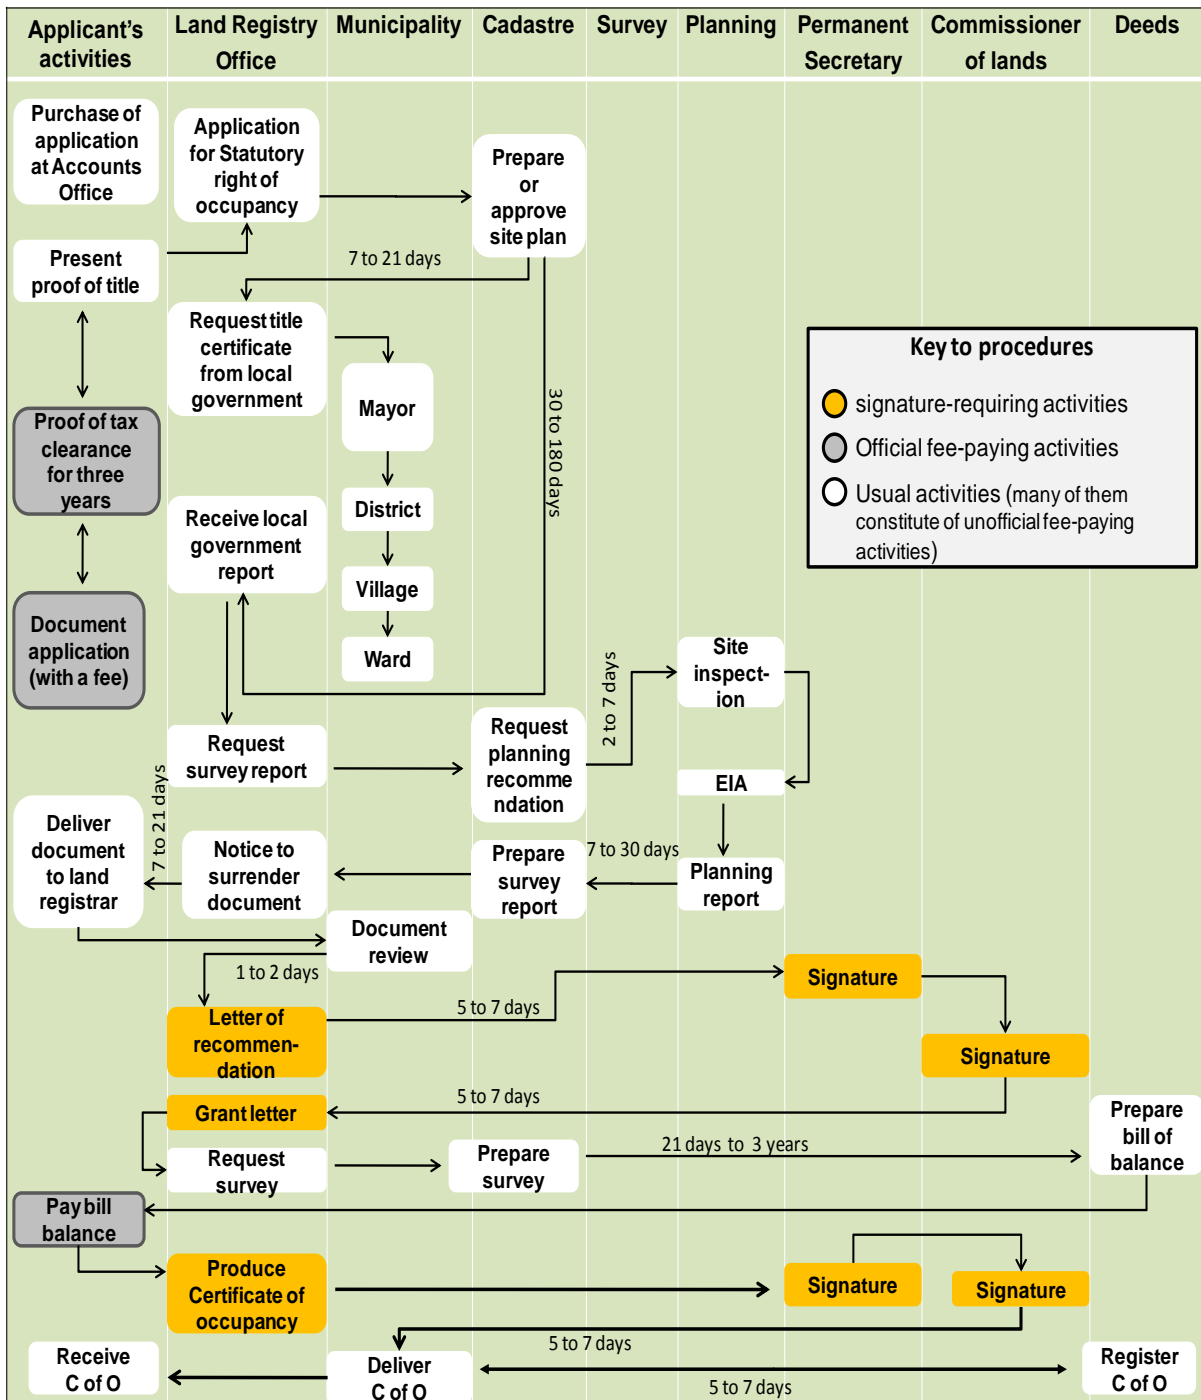 Applicant's
activities
Land Registry
Office
Municipality
Cadastre
Survey
Planning
Permanent
Secretary
Commissioner
of lands
Deeds
Purchase of
application
at Accounts
Office
Application
for Statutory
right of
occupancy
Prepare
or
approve
site plan
Present
proof of title
7 to 21 days
Request title
certificate
from local
government
Mayor
30 to 180 days
Key to procedures
signature-requiring activities
Official fee-paying activities
Usual activities (many of them
constitute of unofficial fee-paying
activities)
Proof of tax
clearance
for three
years
Receive local
government
report
District
Village
Ward
Document
application
(with a fee)
2 to 7 days
Site
inspect-
ion
Request
survey report
Request
planning
recomme
ndation
EIA
7 to 21 days
Deliver
document
to land
registrar
Notice to
surrender
document
Prepare
survey
report
7 to 30 days
Planning
report
Document
review
1 to 2 days
Letter of
recommen-
dation
5 to 7 days
Signature
Signature
Grant letter
5 to 7 days
Prepare
bill of
balance
Request
survey
Prepare
survey
21 days to 3 years
Pay bill
balance
Produce
Certificate of
occupancy
Signature
Signature
5 to 7 days
Receive
C of O
Deliver
C of O
5 to 7 days
Register
C of O